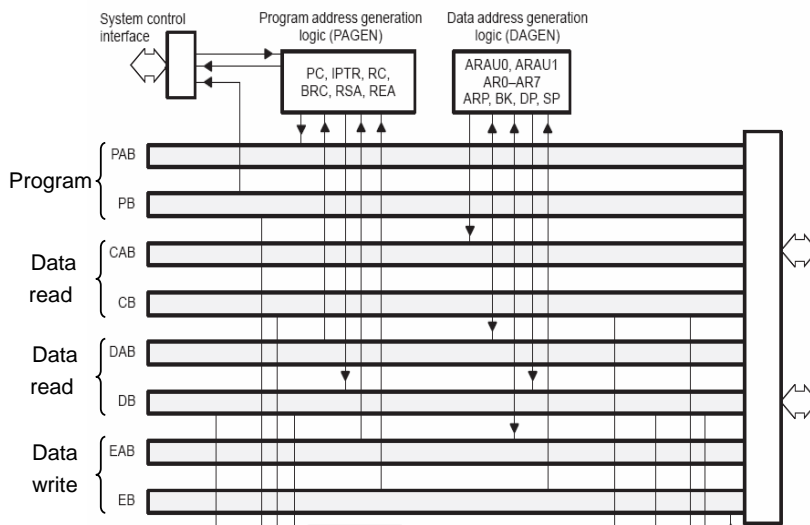 System control
interface
Program address generation
logic (PAGEN)
Data address generation
logic (DAGEN)
PC, IPTR, RC,
BRC, RSA, REA
ARAU0, ARAU1
AR0–AR7
ARP, BK, DP, SP
Program
PAB
PB
Data
read
CAB
CB
Data
read
DAB
DB
Data
write
EAB
EB